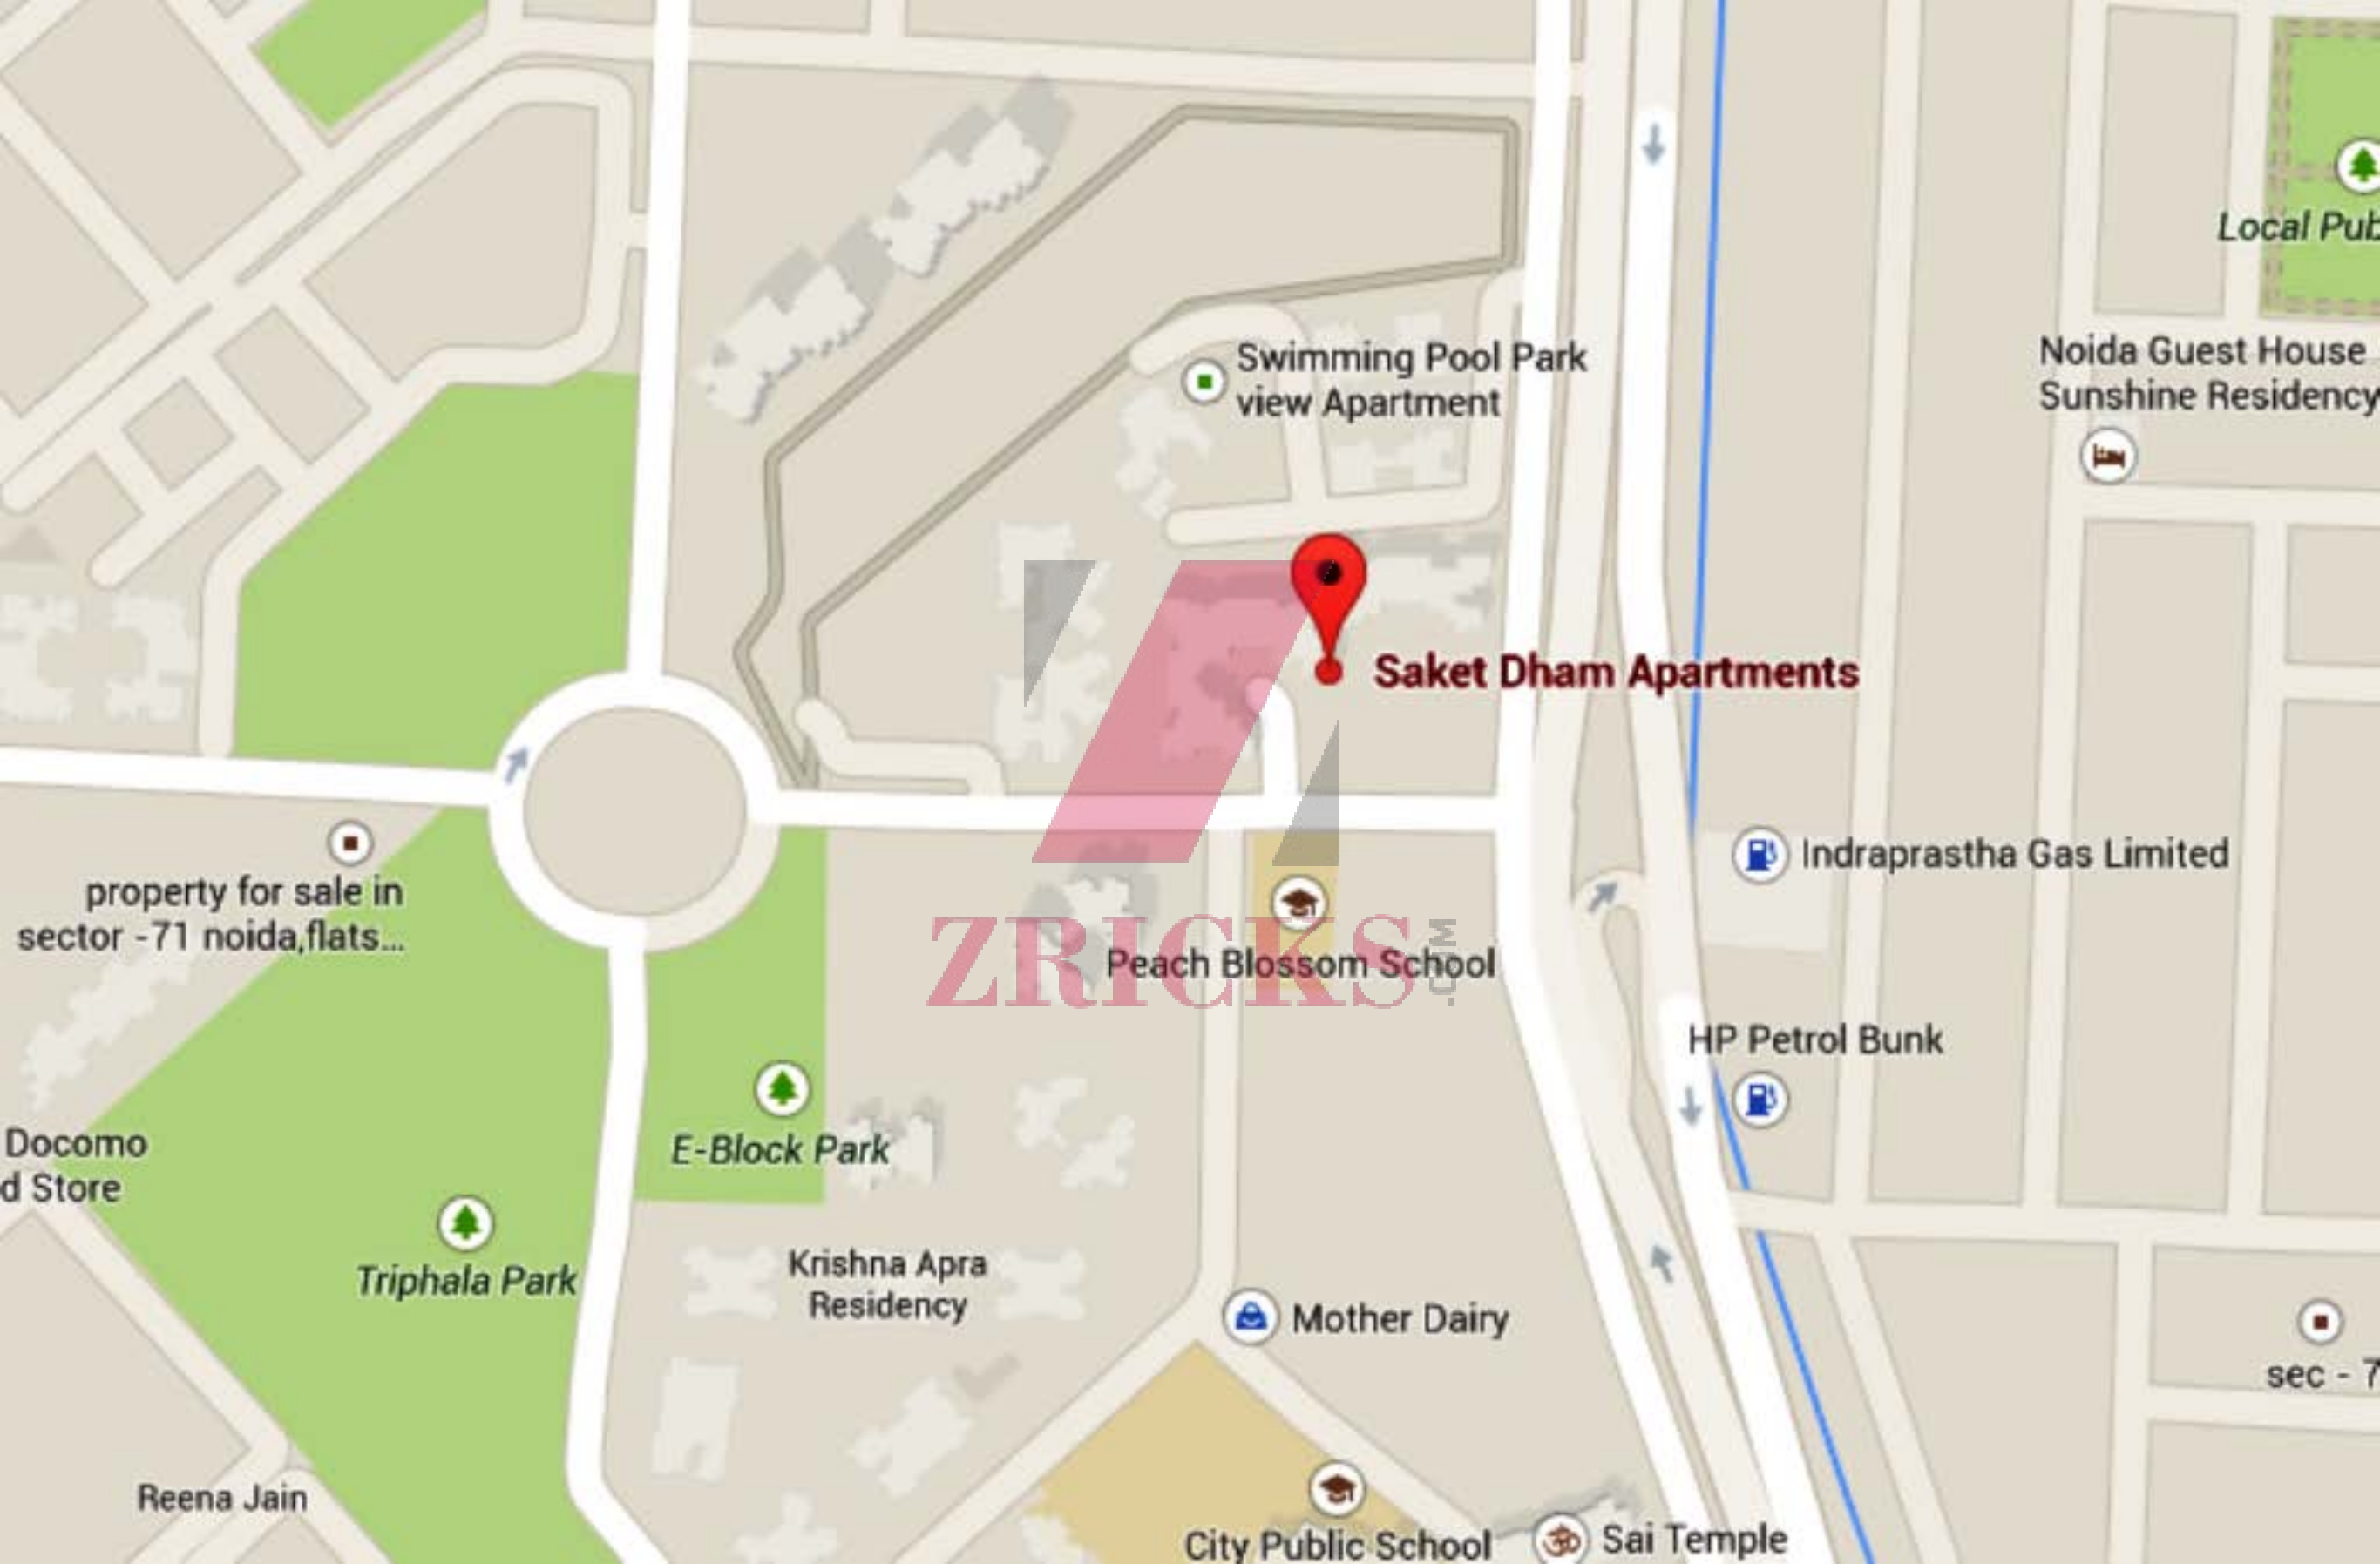 Local Pub
Noida Guest House
Sunshine Residency
Swimming Pool Park
view Apartment
Saket Dham Apartments
property for sale in
sector -71 noida,flats...
Indraprastha Gas Limited
Peach Blossom School
ZRICKS
.COM
HP Petrol Bunk
E-Block Park
Docomo
d Store
Triphala Park
Krishna Apra
Residency
Mother Dairy
sec - 7
Reena Jain
City Public School
Sai Temple